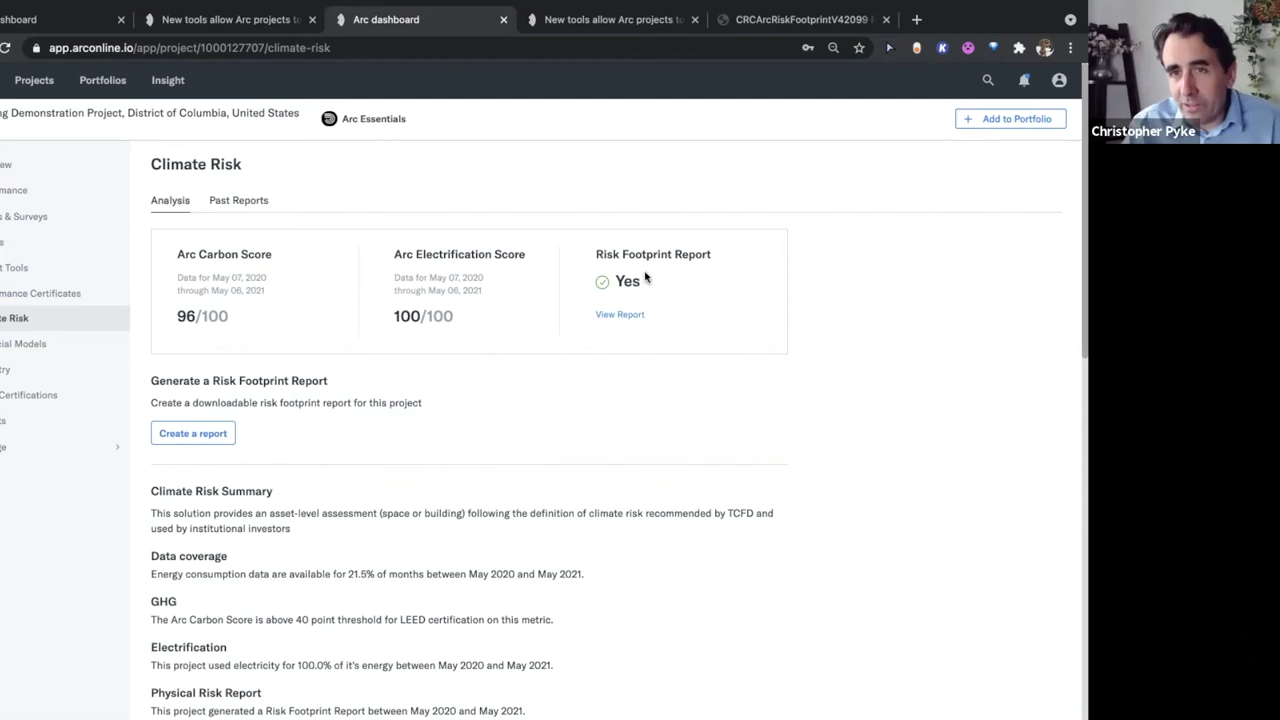 shboard
New tools allow Arc projects to
Arc dashboard
New tools allow Arc projects to
CRCArcRiskFootprintV42099
app.arconline.io/app/project/1000127707/climate-risk
Projects
Portfolios
Insight
ng Demonstration Project, District of Columbia, United States
Arc Essentials
+ Add to Portfolio
Christopher Pyke
ew
mance
s & Surveys
s
t Tools
mance Certificates
te Risk
cial Models
try
Certifications
ts
ge
Climate Risk
Analysis
Past Reports
Arc Carbon Score
Data for May 07, 2020
through May 06, 2021
96/100
Arc Electrification Score
Data for May 07, 2020
through May 06, 2021
100/100
Risk Footprint Report
Yes
View Report
Generate a Risk Footprint Report
Create a downloadable risk footprint report for this project
Create a report
Climate Risk Summary
This solution provides an asset-level assessment (space or building) following the definition of climate risk recommended by TCFD and
used by institutional investors
Data coverage
Energy consumption data are available for 21.5% of months between May 2020 and May 2021.
GHG
The Arc Carbon Score is above 40 point threshold for LEED certification on this metric.
Electrification
This project used electricity for 100.0% of it's energy between May 2020 and May 2021.
Physical Risk Report
This project generated a Risk Footprint Report between May 2020 and May 2021.